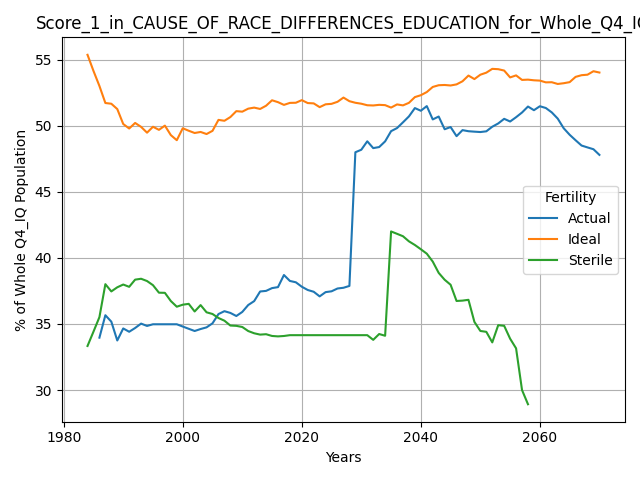 Score_1_in_CAUSE_OF_RACE_DIFFERENCES_EDUCATION_for_Whole_Q4_IQ
% of Whole Q4_IQ Population
55
50
45
40
35
30
Fertility
Actual
Ideal
Sterile
1980 2000 2020 2040 2060
Years